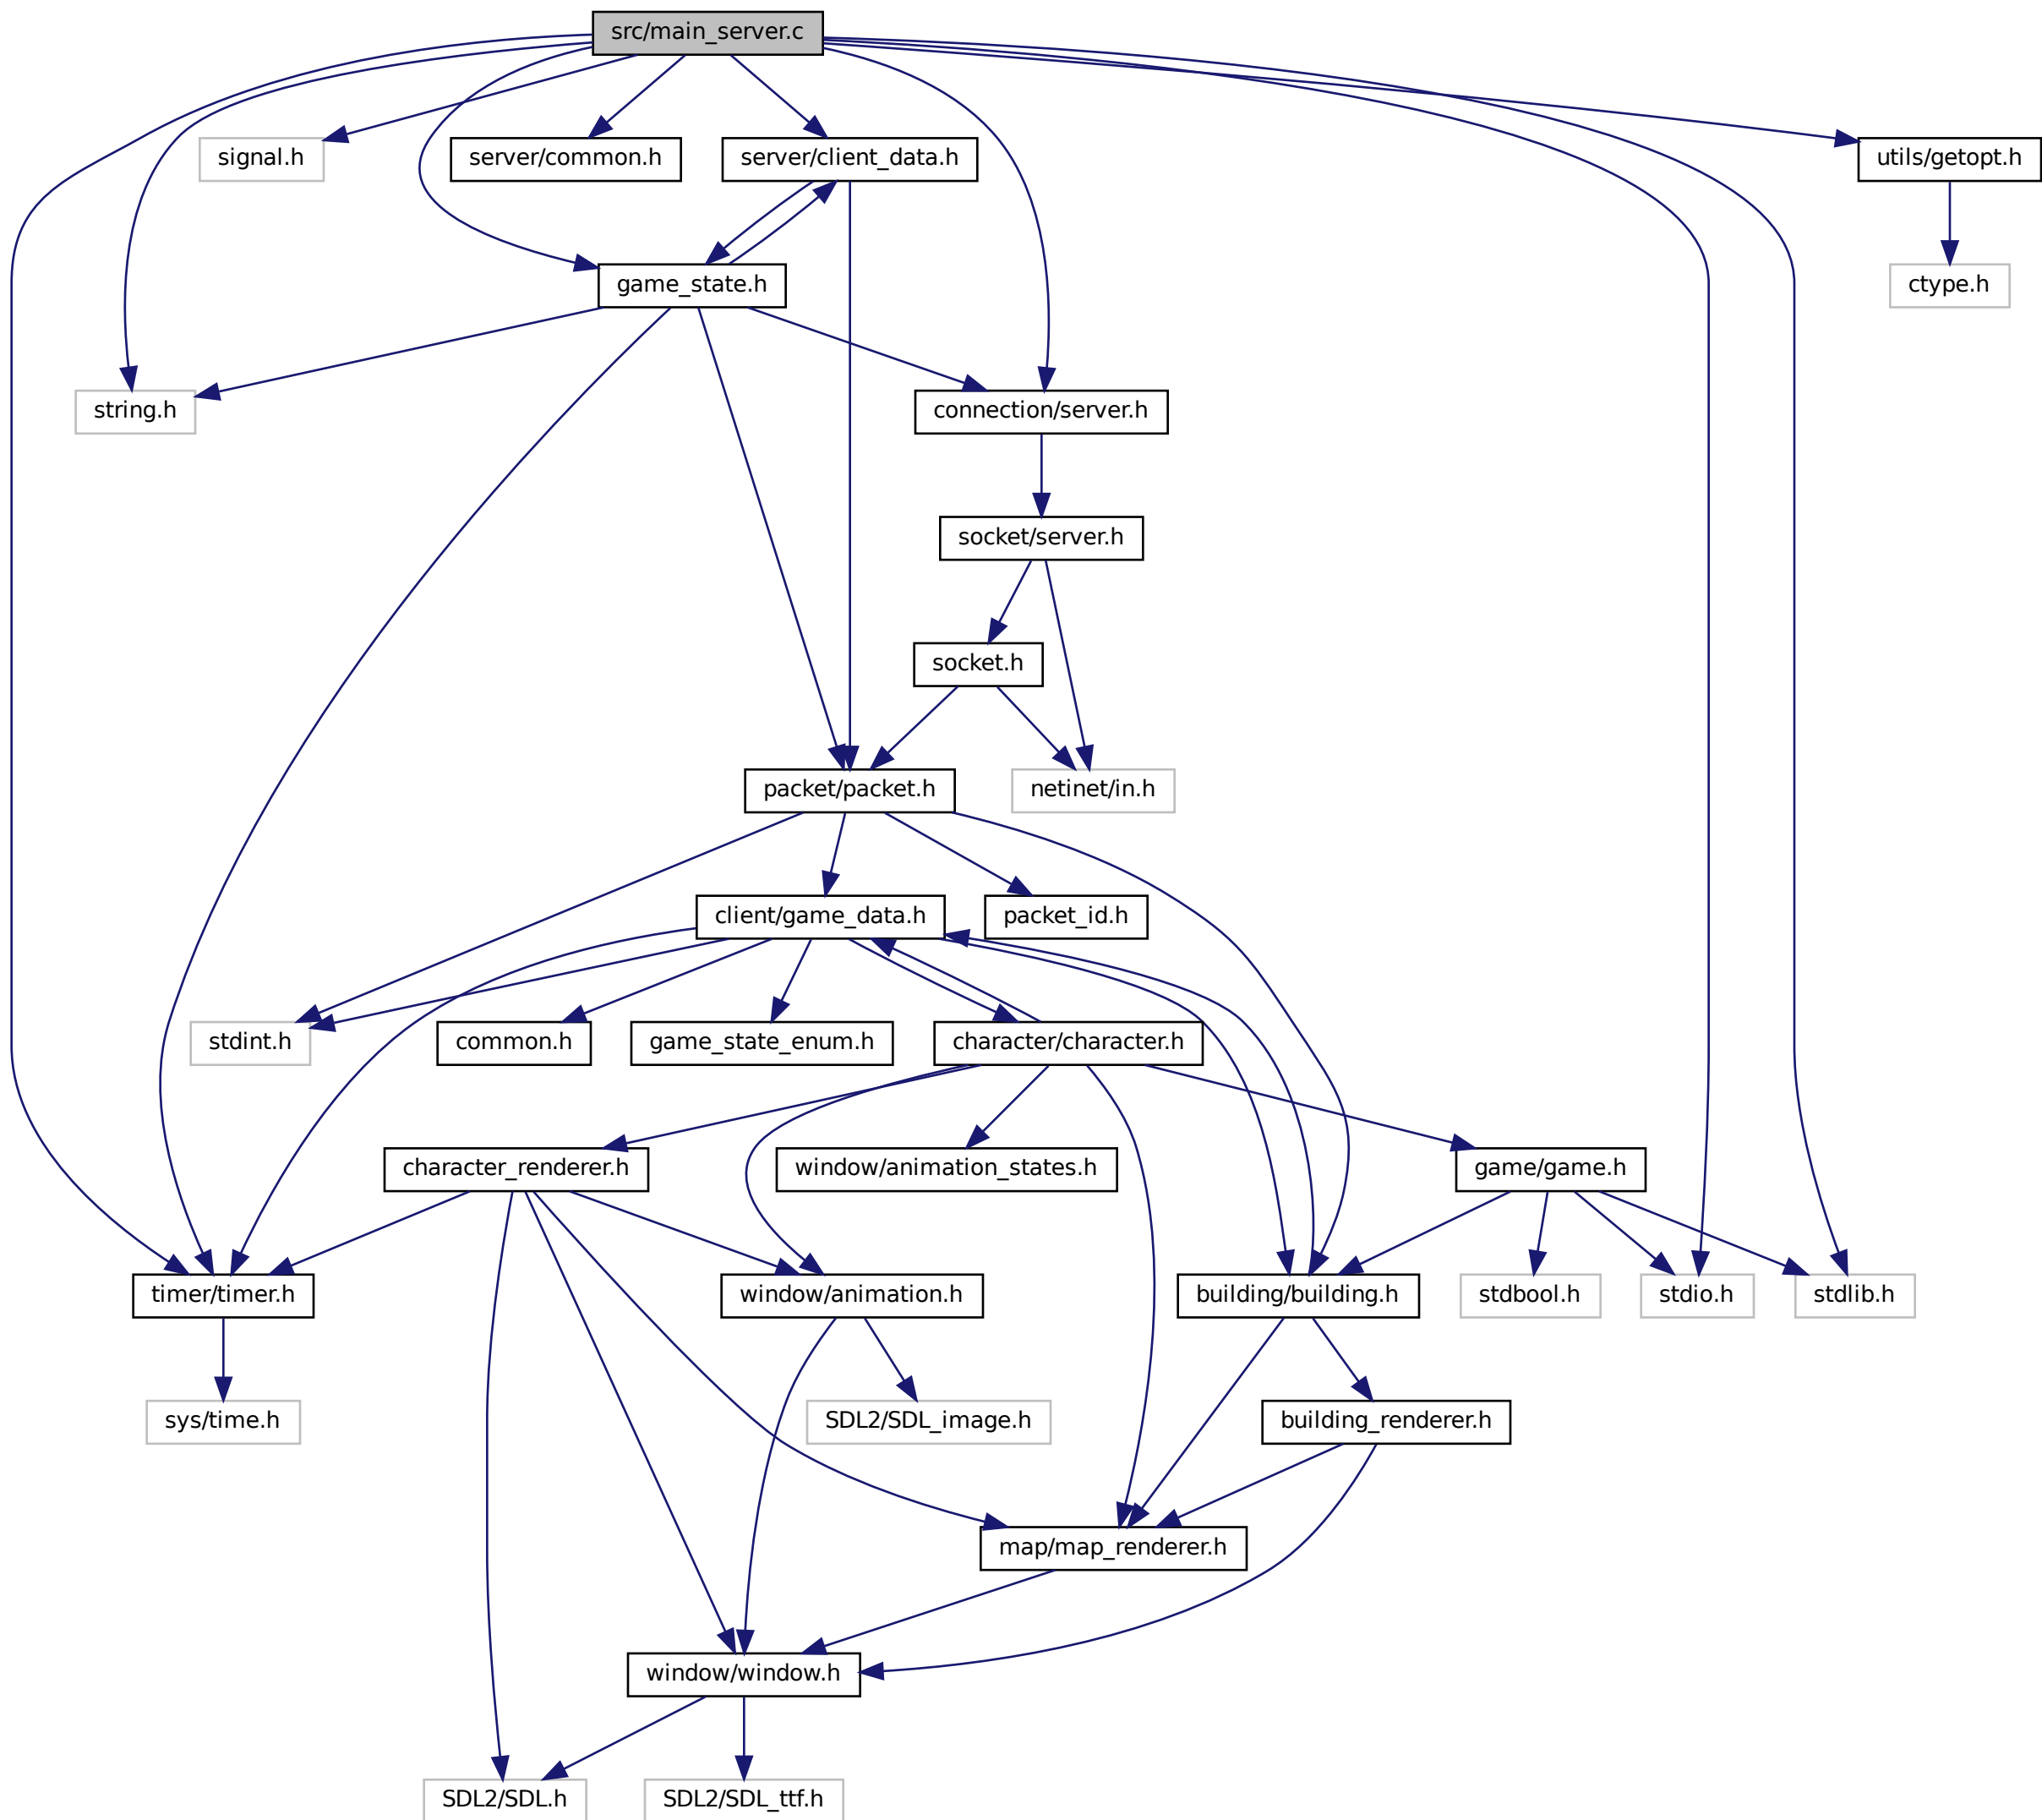 src/main_server.c
signal.h
server/common.h
server/client_data.h
utils/getopt.h
game_state.h
ctype.h
string.h
connection/server.h
socket/server.h
socket.h
packet/packet.h
netinet/in.h
client/game_data.h
packet_id.h
stdint.h
common.h
game_state_enum.h
character/character.h
character_renderer.h
window/animation_states.h
game/game.h
timer/timer.h
window/animation.h
building/building.h
stdbool.h
stdio.h
stdlib.h
sys/time.h
SDL2/SDL_image.h
building_renderer.h
map/map_renderer.h
window/window.h
SDL2/SDL.h
SDL2/SDL_ttf.h